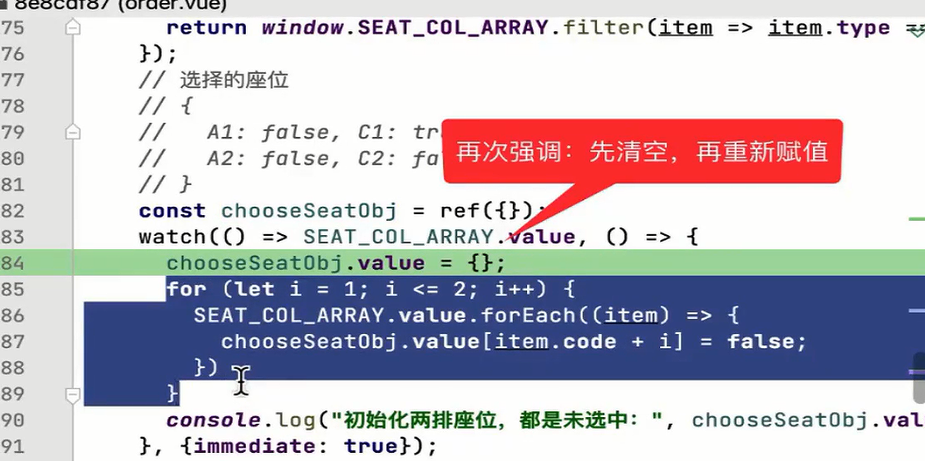 8e8cdf87 (order.vue)
75 return window.SEAT_COL_ARRAY.filter(item => item.type
76 });
77 // 选择的座位
78 // {
79 //   A1: false, C1: tr
80 //   A2: false, C2: fa
再次强调：先清空，再重新赋值
81 // }
82 const chooseSeatObj = ref({});
83 watch(() => SEAT_COL_ARRAY.value, () => {
84 chooseSeatObj.value = {};
85 for (let i = 1; i <= 2; i++) {
86 SEAT_COL_ARRAY.value.forEach((item) => {
87 chooseSeatObj.value[item.code + i] = false;
88 })
89 }
90 console.log("初始化两排座位，都是未选中：", chooseSeatObj.val
91 }, {immediate: true});